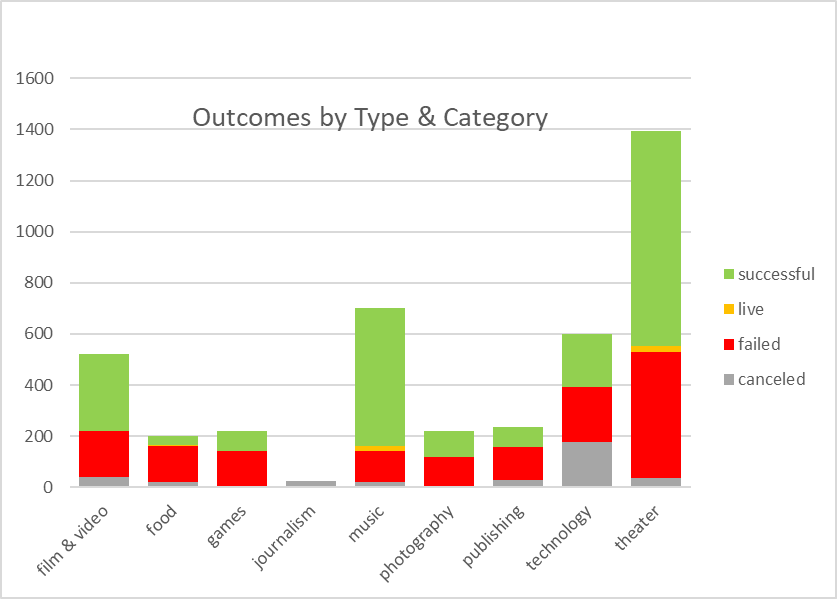 Outcomes by Type & Category
1600
1400
1200
1000
800
600
400
200
0
film & video
food
games
journalism
music
photography
publishing
technology
theater
successful
live
failed
canceled